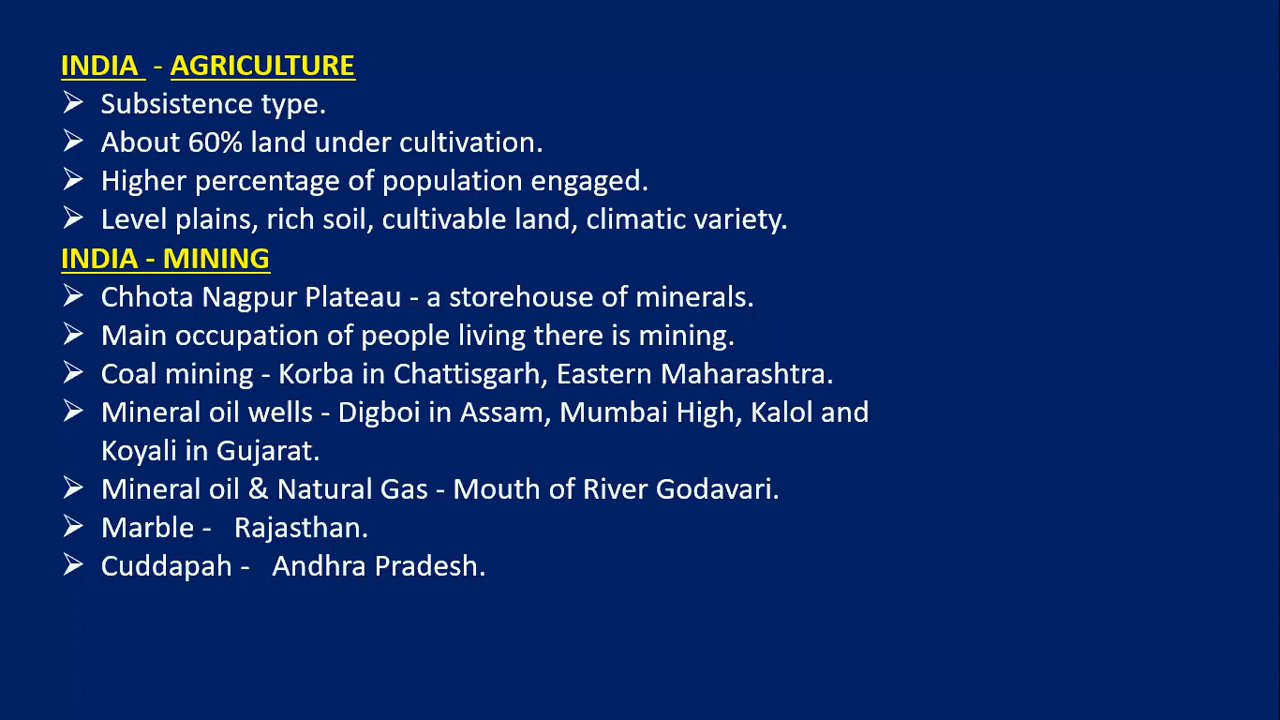 INDIA - AGRICULTURE
➢ Subsistence type.
➢ About 60% land under cultivation.
➢ Higher percentage of population engaged.
➢ Level plains, rich soil, cultivable land, climatic variety.
INDIA - MINING
➢ Chhota Nagpur Plateau - a storehouse of minerals.
➢ Main occupation of people living there is mining.
➢ Coal mining - Korba in Chattisgarh, Eastern Maharashtra.
➢ Mineral oil wells - Digboi in Assam, Mumbai High, Kalol and
Koyali in Gujarat.
➢ Mineral oil & Natural Gas - Mouth of River Godavari.
➢ Marble - Rajasthan.
➢ Cuddapah - Andhra Pradesh.